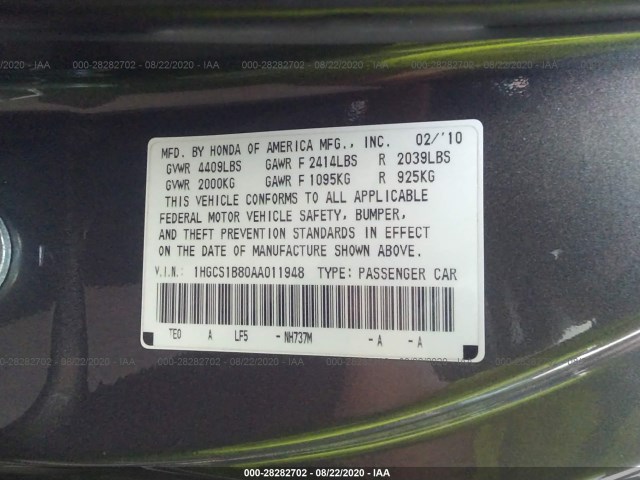 000-28282702 - 08/22/2020 - IAA
MFD. BY HONDA OF AMERICA MFG., INC. 02/'10
GVWR 4409LBS GAWR F 2414LBS R 2039LBS
GVWR 2000KG GAWR F 1095KG R 925KG
THIS VEHICLE CONFORMS TO ALL APPLICABLE
FEDERAL MOTOR VEHICLE SAFETY, BUMPER,
AND THEFT PREVENTION STANDARDS IN EFFECT
ON THE DATE OF MANUFACTURE SHOWN ABOVE.
V.I.N.: 1HGCS1B80AA011948 TYPE: PASSENGER CAR
TE0 A LF5 - NH737M - A - A
000-28282702 - 08/22/2020 - IAA